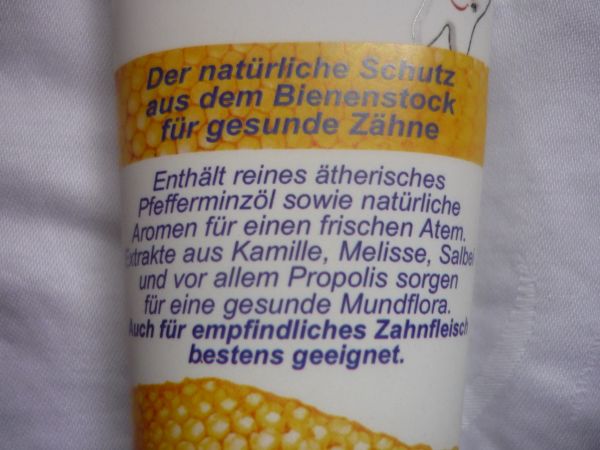 Der natürliche Schutz
aus dem Bienenstock
für gesunde Zähne
Enthält reines ätherisches
Pfefferminzöl sowie natürliche
Aromen für einen frischen Atem.
Extrakte aus Kamille, Melisse, Salbei
und vor allem Propolis sorgen
für eine gesunde Mundflora.
Auch für empfindliches Zahnfleisch
bestens geeignet.